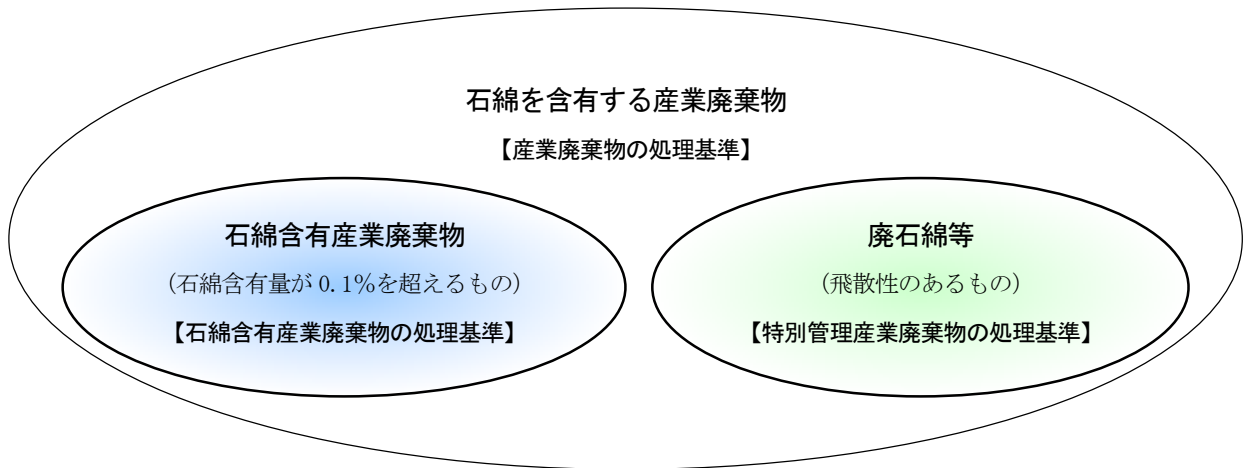 石綿を含有する産業廃棄物
【産業廃棄物の処理基準】
石綿含有産業廃棄物
(石綿含有量が 0.1%を超えるもの)
【石綿含有産業廃棄物の処理基準】
廃石綿等
(飛散性のあるもの)
【特別管理産業廃棄物の処理基準】